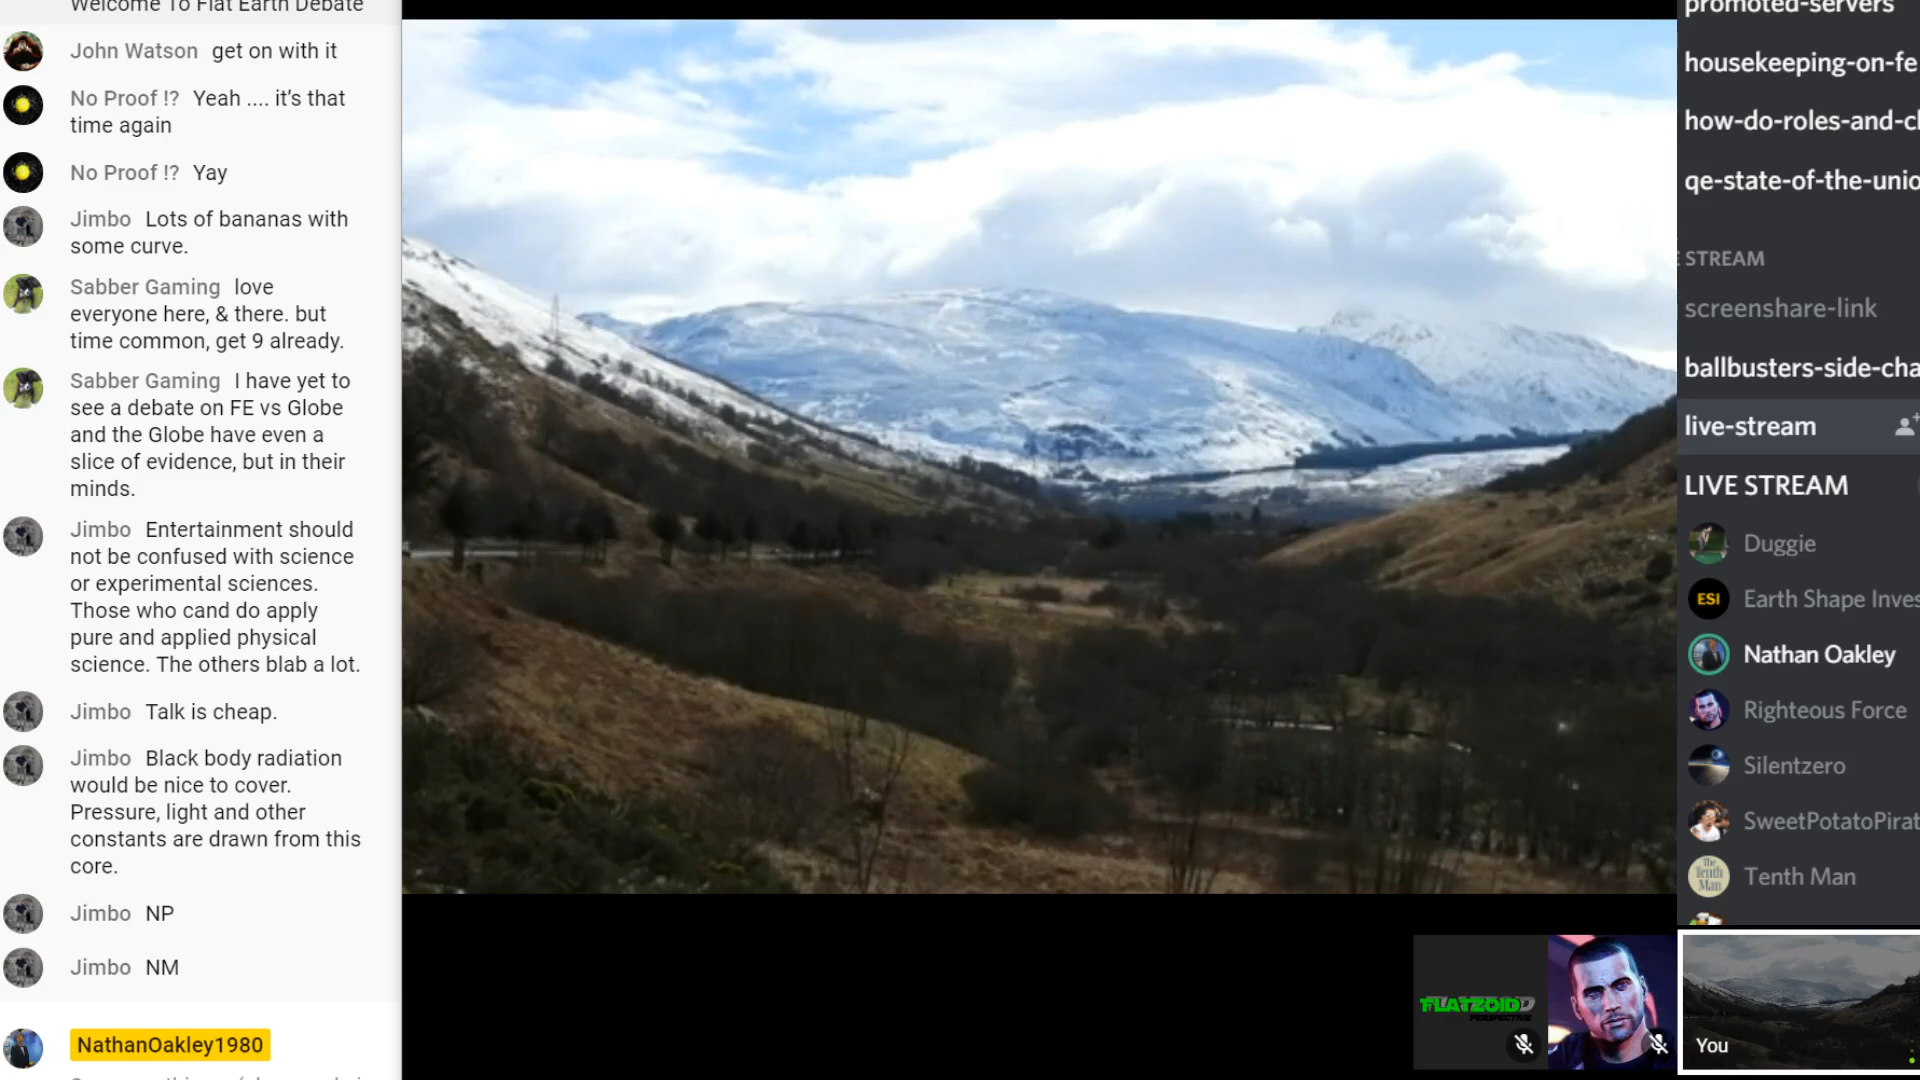 Welcome To Flat Earth Debate
John Watson get on with it
No Proof !? Yeah .... it’s that
time again
No Proof !? Yay
Jimbo Lots of bananas with
some curve.
Sabber Gaming love
everyone here, & there. but
time common, get 9 already.
Sabber Gaming I have yet to
see a debate on FE vs Globe
and the Globe have even a
slice of evidence, but in their
minds.
Jimbo Entertainment should
not be confused with science
or experimental sciences.
Those who cand do apply
pure and applied physical
science. The others blab a lot.
Jimbo Talk is cheap.
Jimbo Black body radiation
would be nice to cover.
Pressure, light and other
constants are drawn from this
core.
Jimbo NP
Jimbo NM
NathanOakley1980
promoted-servers
housekeeping-on-fe
how-do-roles-and-cl
qe-state-of-the-unio
STREAM
screenshare-link
ballbusters-side-cha
live-stream
LIVE STREAM
Duggie
ESI
Earth Shape Inves
Nathan Oakley
Righteous Force
Silentzero
SweetPotatoPirat
The
Tenth
Man
Tenth Man
FLATZOID
PERSPECTIVE
You